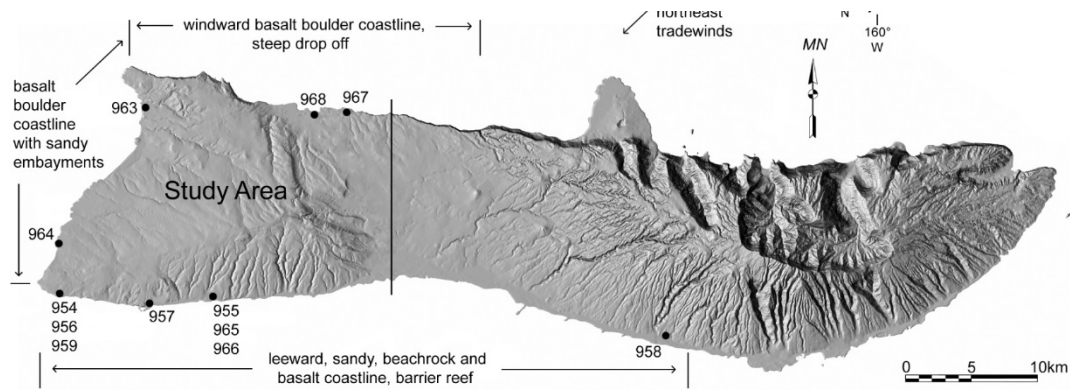 windward basalt boulder coastline,
steep drop off
northeast
tradewinds
N
160°
W
MN
basalt
boulder
coastline
with sandy
embayments
963
968
967
Study Area
964
954
956
959
957
955
965
966
958
leeward, sandy, beachrock and
basalt coastline, barrier reef
0 5 10km